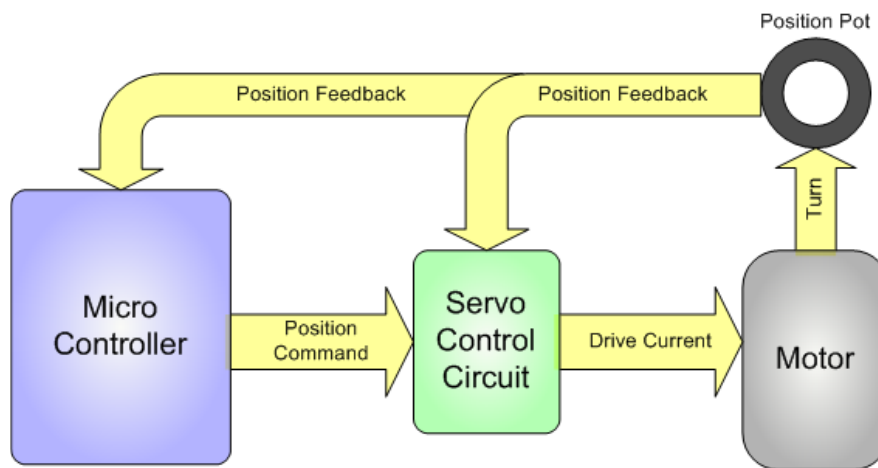 Position Pot
Position Feedback
Position Feedback
Turn
Micro
Controller
Position
Command
Servo
Control
Circuit
Drive Current
Motor